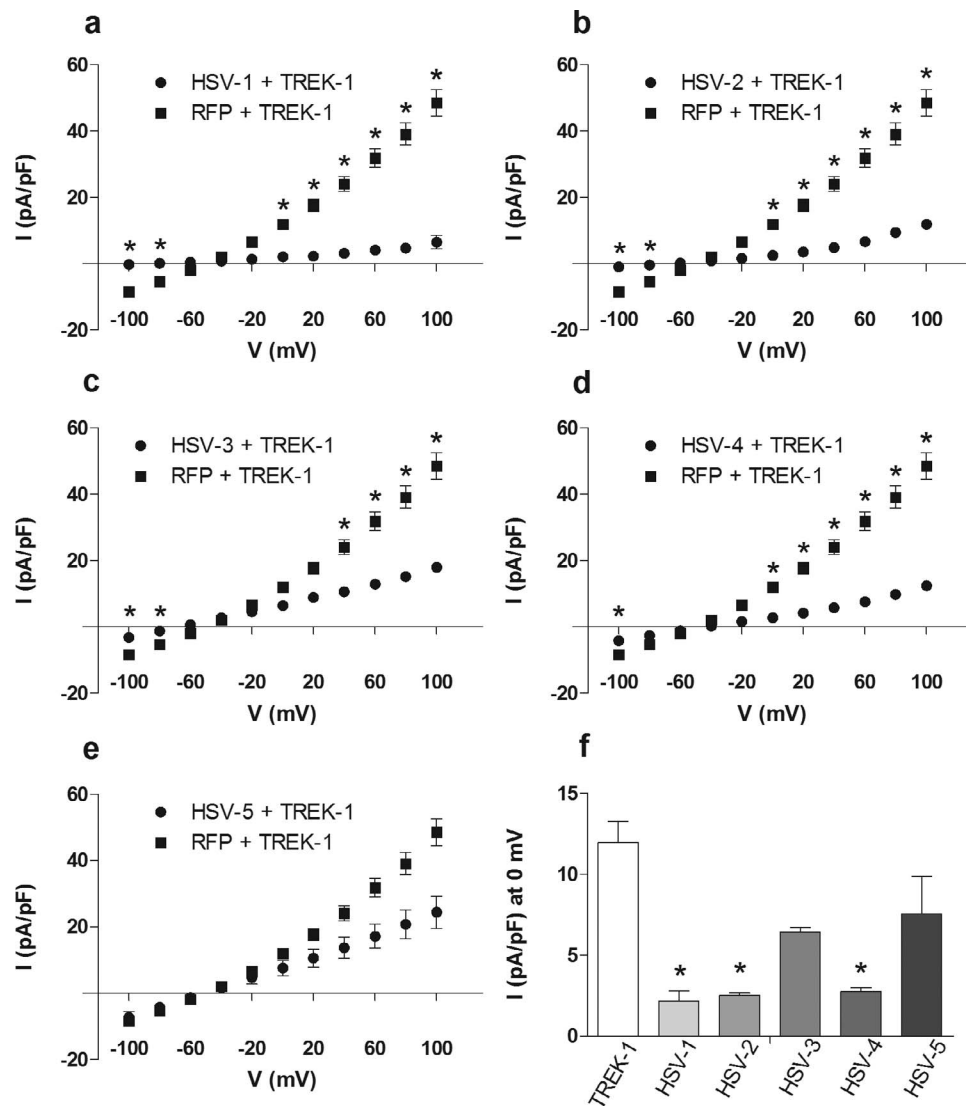 a
HSV-1 + TREK-1
RFP + TREK-1
I (pA/pF)
60
40
20
-20
* * * * * * * *
-100 -60 -20 20 60 100
V (mV)
b
HSV-2 + TREK-1
RFP + TREK-1
I (pA/pF)
60
40
20
-20
* * * * * * * *
-100 -60 -20 20 60 100
V (mV)
c
HSV-3 + TREK-1
RFP + TREK-1
I (pA/pF)
60
40
20
-20
* * * * * *
-100 -60 -20 20 60 100
V (mV)
d
HSV-4 + TREK-1
RFP + TREK-1
I (pA/pF)
60
40
20
-20
* * * * * * *
-100 -60 -20 20 60 100
V (mV)
e
HSV-5 + TREK-1
RFP + TREK-1
I (pA/pF)
60
40
20
-20
-100 -60 -20 20 60 100
V (mV)
f
I (pA/pF) at 0 mV
15
10
5
0
* * *
TREK-1
HSV-1
HSV-2
HSV-3
HSV-4
HSV-5